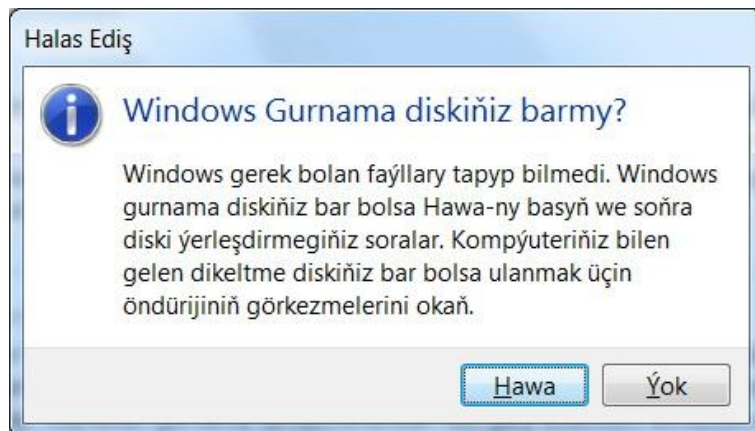 Halas Ediş
Windows Gurnama diskiňiz barmy?
Windows gerek bolan faýllary tapyp bilmedi. Windows
gurnama diskiňiz bar bolsa Hawa-ny basyň we soňra
diski ýerleşdirmegiňiz soralar. Kompýuteriňiz bilen
gelen dikeltme diskiňiz bar bolsa ulanmak üçin
öndürijiniň görkezmelerini okaň.
Hawa
Ýok